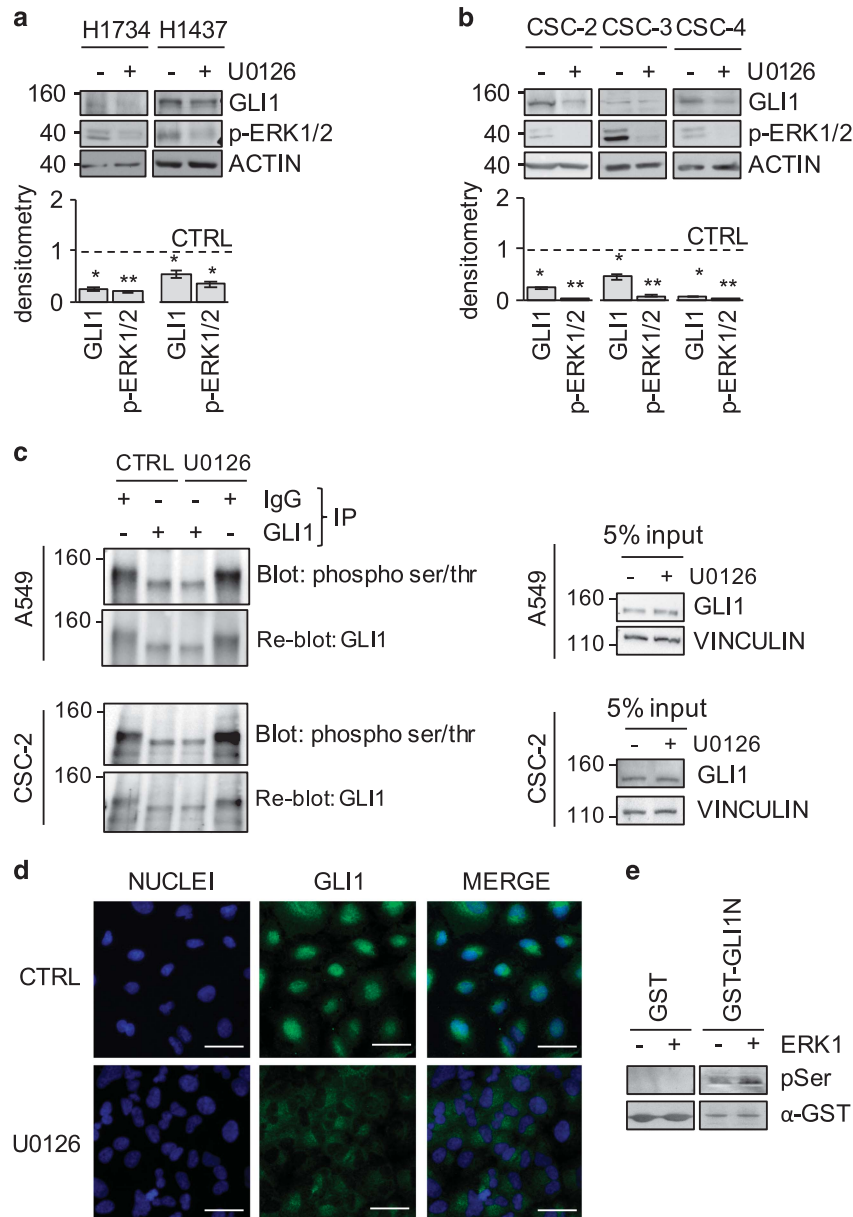 a
H1734 H1437
- + - + U0126
160 GLI1
40 p-ERK1/2
40 ACTIN
densitometry
2
1
0
CTRL
* ** * *
GLI1 p-ERK1/2 GLI1 p-ERK1/2
b
CSC-2 CSC-3 CSC-4
- + - + - + U0126
160 GLI1
40 p-ERK1/2
40 ACTIN
densitometry
2
1
0
CTRL
* ** * ** * **
GLI1 p-ERK1/2 GLI1 p-ERK1/2 GLI1 p-ERK1/2
c
CTRL U0126
+ - - + IgG
- + + - GLI1
} IP
A549
160 Blot: phospho ser/thr
160 Re-blot: GLI1
A549
5% input
- + U0126
160 GLI1
110 VINCULIN
CSC-2
160 Blot: phospho ser/thr
160 Re-blot: GLI1
CSC-2
5% input
- + U0126
160 GLI1
110 VINCULIN
d
NUCLEI GLI1 MERGE
CTRL
U0126
e
GST GST-GLI1N
- + - + ERK1
pSer
α-GST